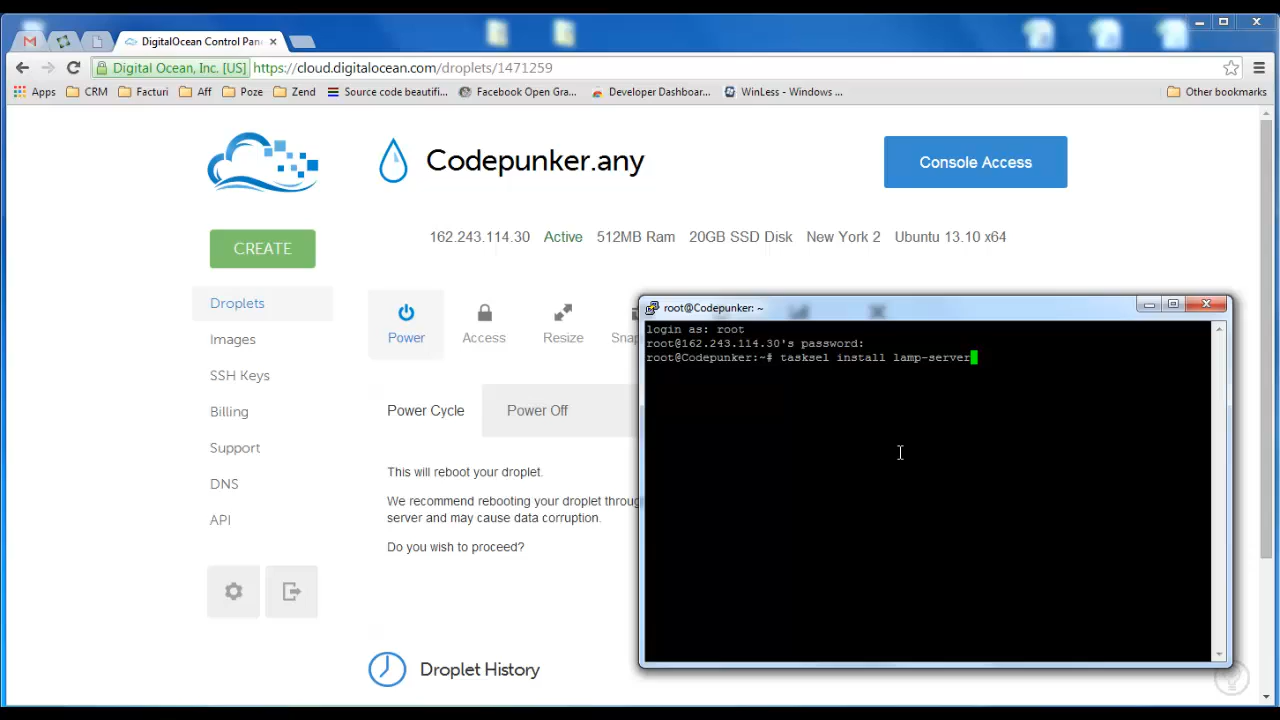 DigitalOcean Control Pan
Digital Ocean, Inc. [US] https://cloud.digitalocean.com/droplets/1471259
Apps CRM Facturi Aff Poze Zend Source code beautifi... Facebook Open Gra... Developer Dashboar... WinLess - Windows ... Other bookmarks
Codepunker.any
Console Access
162.243.114.30 Active 512MB Ram 20GB SSD Disk New York 2 Ubuntu 13.10 x64
CREATE
Droplets
Images
SSH Keys
Billing
Support
DNS
API
Power Access Resize Snap
Power Cycle Power Off
This will reboot your droplet.
We recommend rebooting your droplet throug
server and may cause data corruption.
Do you wish to proceed?
Droplet History
root@Codepunker: ~
login as: root
root@162.243.114.30's password:
root@Codepunker:~# tasksel install lamp-server